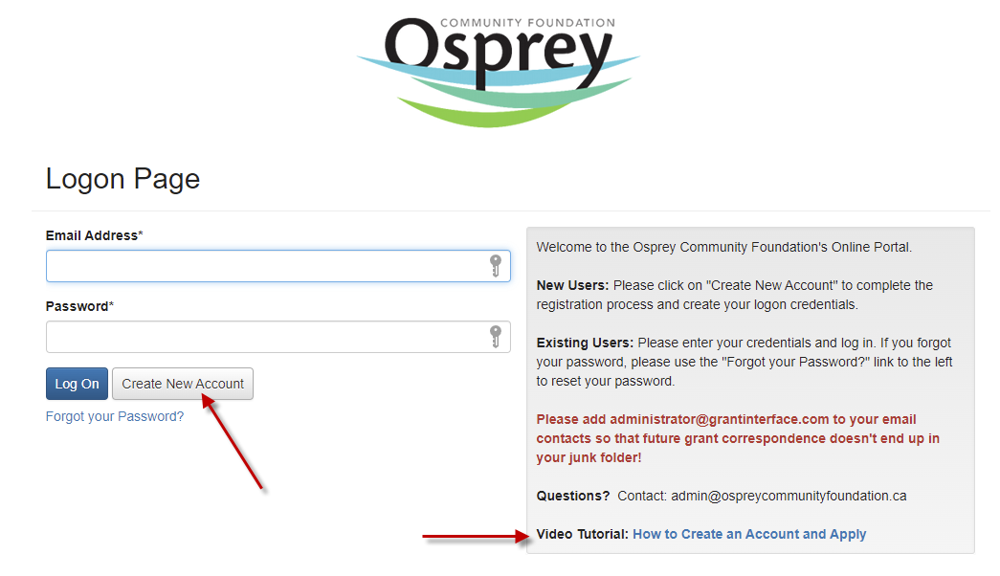 COMMUNITY FOUNDATION
Osprey
Logon Page
Email Address*
Password*
Log On
Create New Account
Forgot your Password?
Welcome to the Osprey Community Foundation's Online Portal.
New Users: Please click on "Create New Account" to complete the
registration process and create your logon credentials.
Existing Users: Please enter your credentials and log in. If you forgot
your password, please use the "Forgot your Password?" link to the left
to reset your password.
Please add administrator@grantinterface.com to your email
contacts so that future grant correspondence doesn't end up in
your junk folder!
Questions?  Contact: admin@ospreycommunityfoundation.ca
Video Tutorial: How to Create an Account and Apply